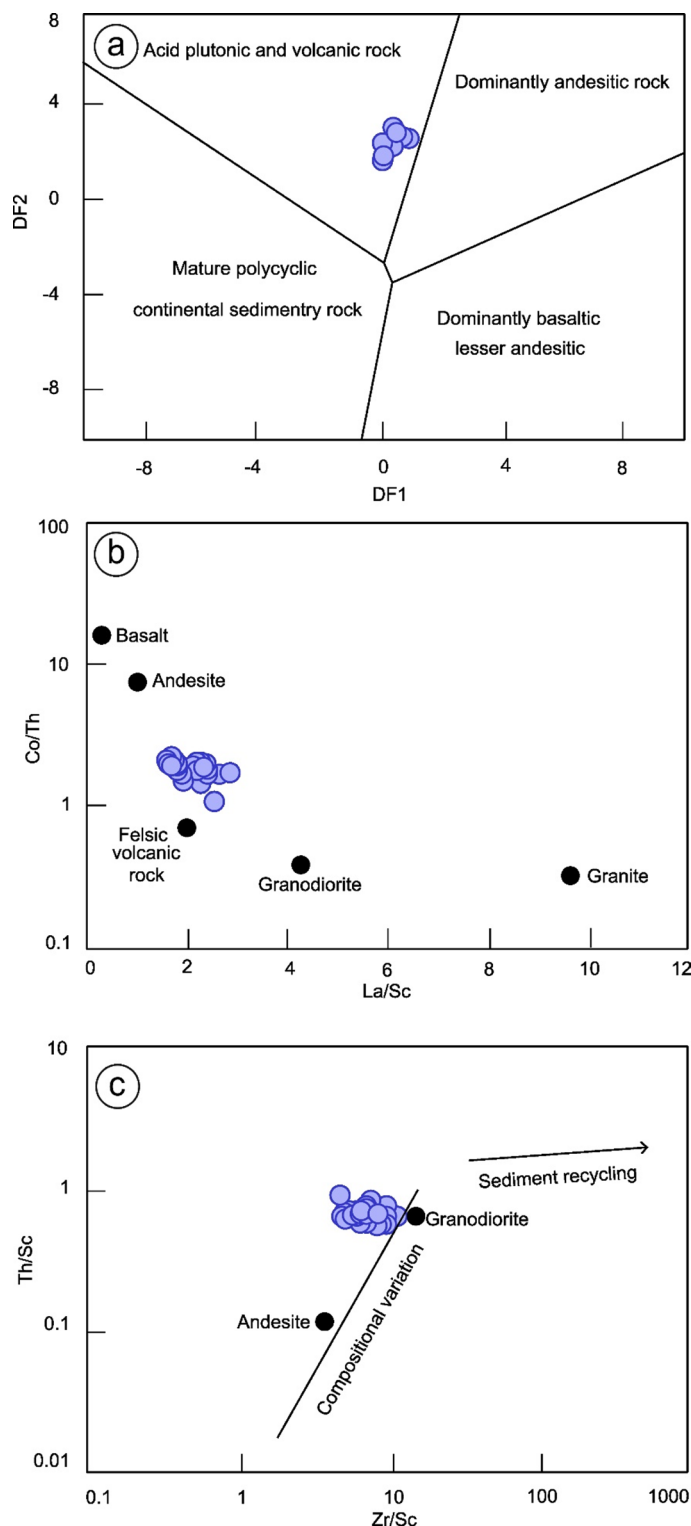 a
Acid plutonic and volcanic rock
Dominantly andesitic rock
Mature polycyclic
continental sedimentry rock
Dominantly basaltic
lesser andesitic
DF2
8
4
0
-4
-8
-8
-4
0
4
8
DF1
b
Basalt
Andesite
Felsic
volcanic
rock
Granodiorite
Granite
Co/Th
100
10
1
0.1
0
2
4
6
8
10
12
La/Sc
c
Sediment recycling
Granodiorite
Andesite
Compositional variation
Th/Sc
10
1
0.1
0.01
0.1
1
10
100
1000
Zr/Sc